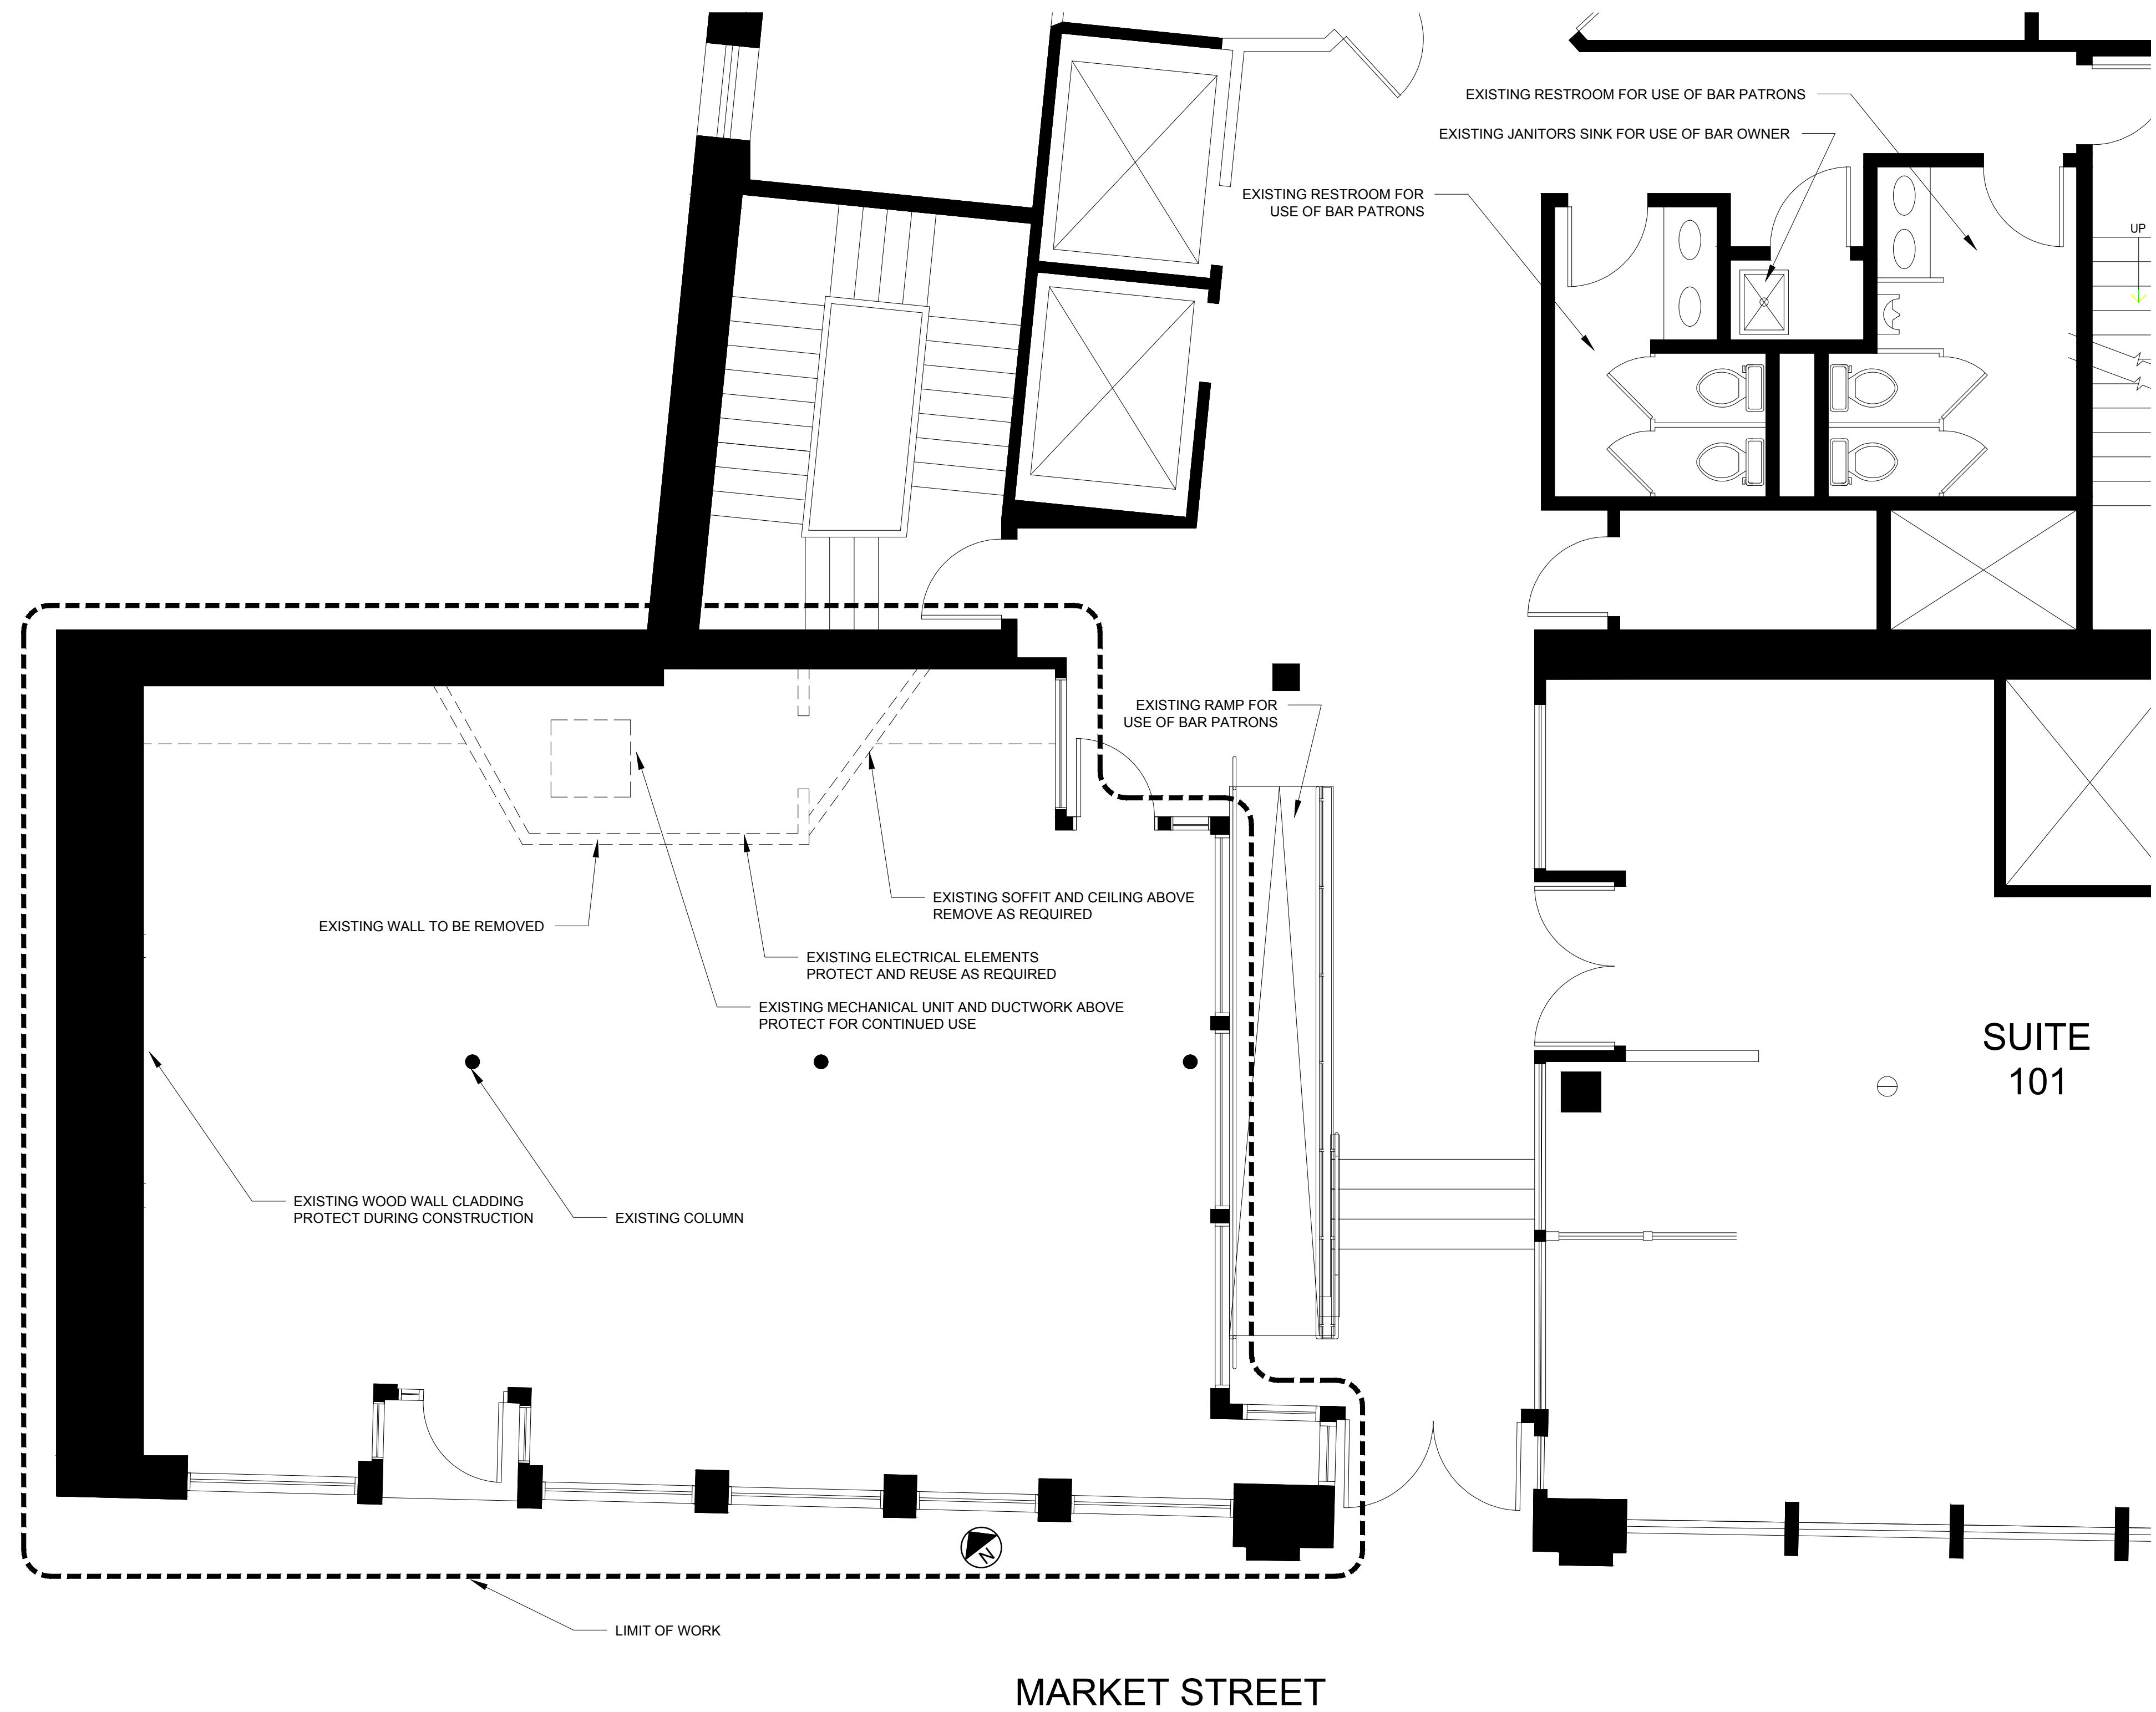 EXISTING RESTROOM FOR USE OF BAR PATRONS
EXISTING JANITORS SINK FOR USE OF BAR OWNER
EXISTING RESTROOM FOR
USE OF BAR PATRONS
UP
EXISTING RAMP FOR
USE OF BAR PATRONS
EXISTING SOFFIT AND CEILING ABOVE
REMOVE AS REQUIRED
EXISTING WALL TO BE REMOVED
EXISTING ELECTRICAL ELEMENTS
PROTECT AND REUSE AS REQUIRED
EXISTING MECHANICAL UNIT AND DUCTWORK ABOVE
PROTECT FOR CONTINUED USE
SUITE
101
EXISTING WOOD WALL CLADDING
PROTECT DURING CONSTRUCTION
EXISTING COLUMN
N
LIMIT OF WORK
MARKET STREET